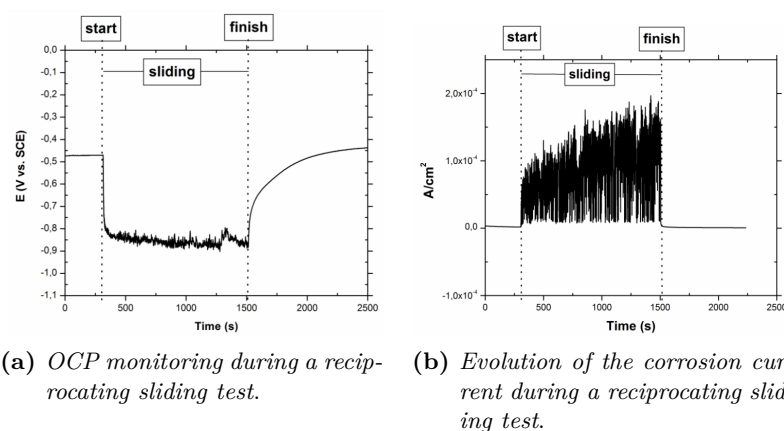 start
finish
sliding
0,0
-0,1
-0,2
-0,3
-0,4
-0,5
-0,6
-0,7
-0,8
-0,9
-1,0
-1,1
E (V vs. SCE)
0 500 1000 1500 2000 2500
Time (s)
(a) OCP monitoring during a recip-
rocating sliding test.
start
finish
sliding
2,0x10⁻⁴
1,0x10⁻⁴
0,0
-1,0x10⁻⁴
A/cm²
0 500 1000 1500 2000 2500
Time (s)
(b) Evolution of the corrosion cur
rent during a reciprocating slid
ing test.